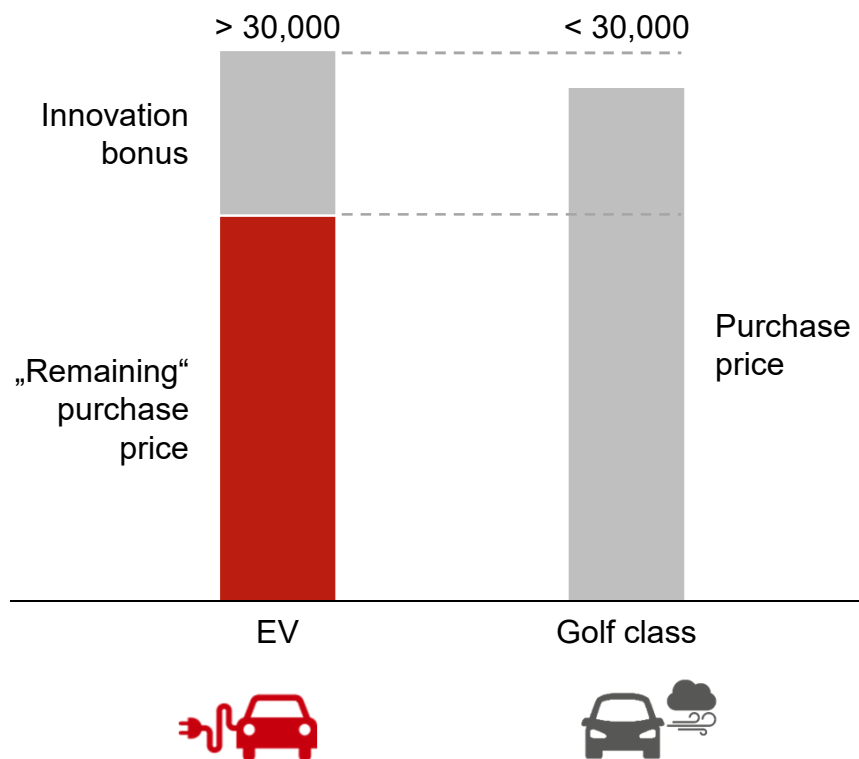 > 30,000
< 30,000
Innovation
bonus
„Remaining“
purchase
price
Purchase
price
EV
Golf class